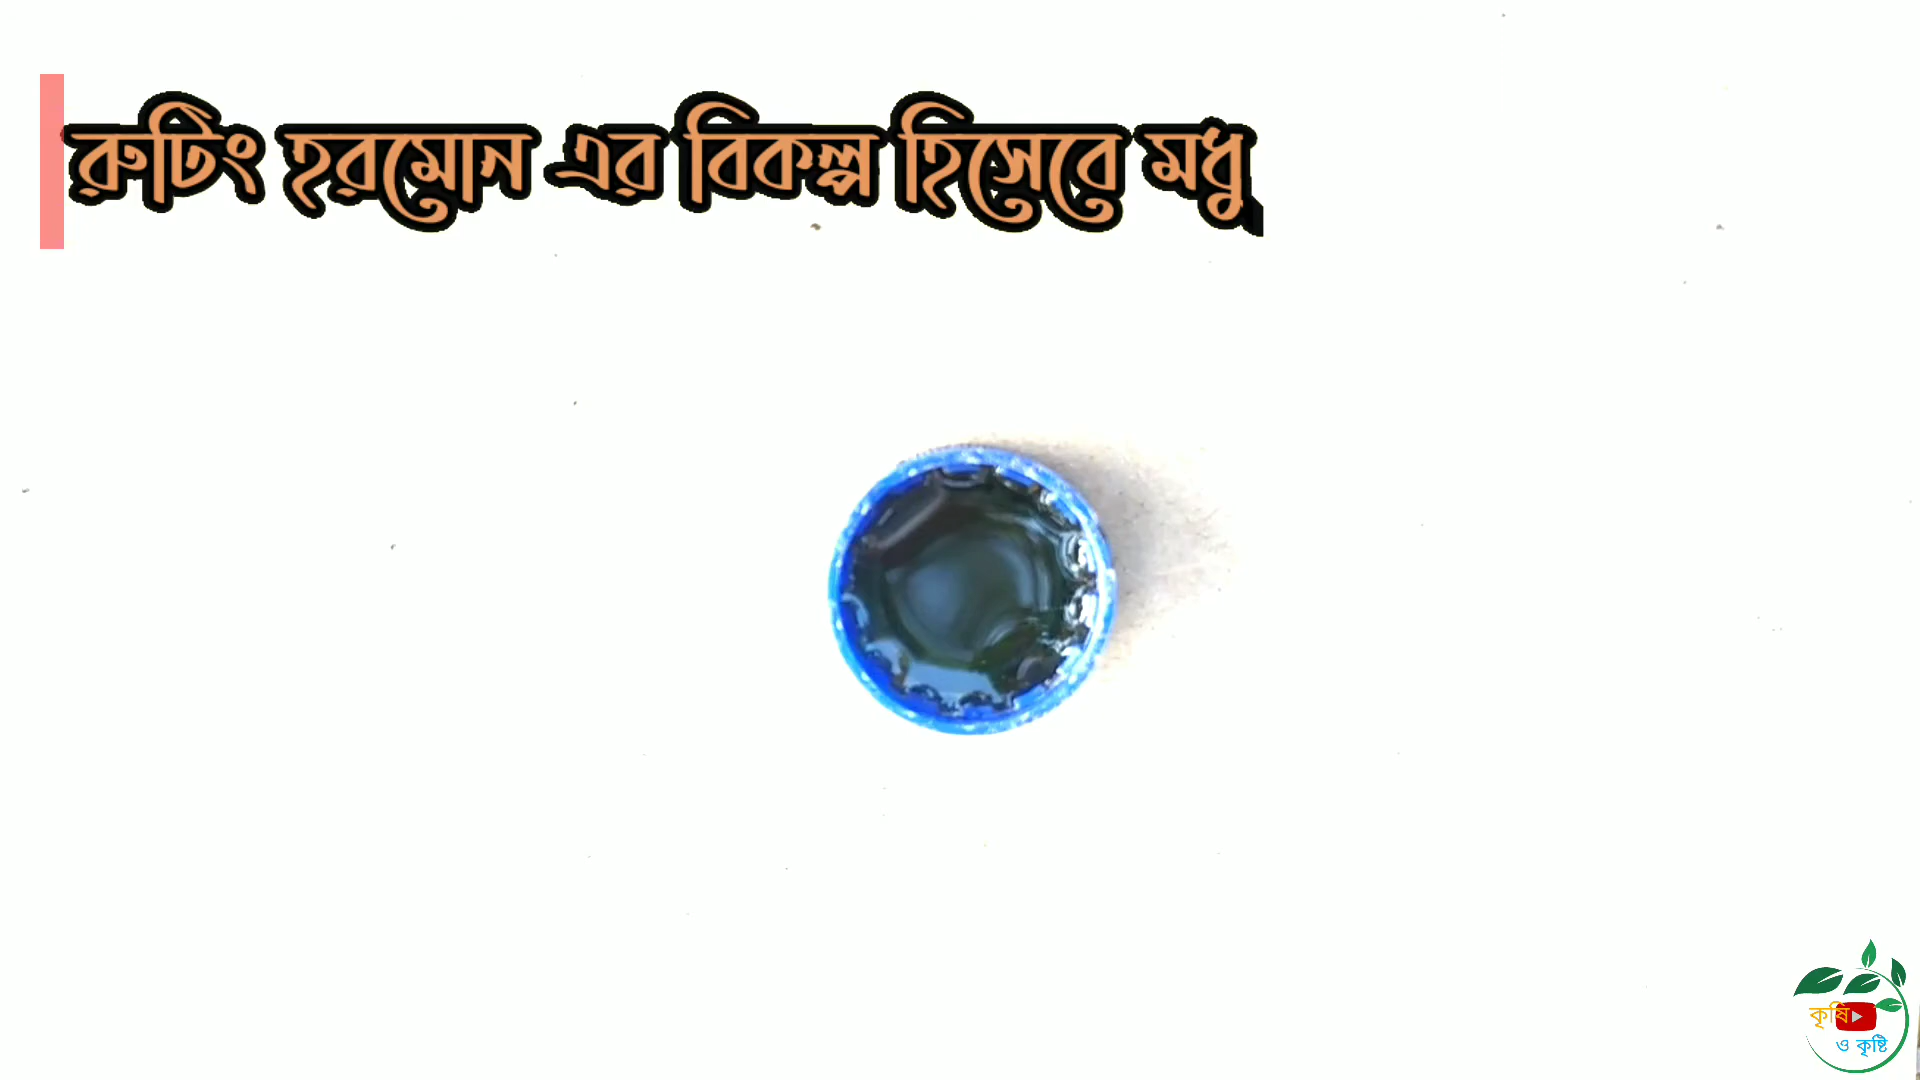 রুটিং হরমোন এর বিকল্প হিসেবে মধু
কৃষি
ও কৃষ্টি